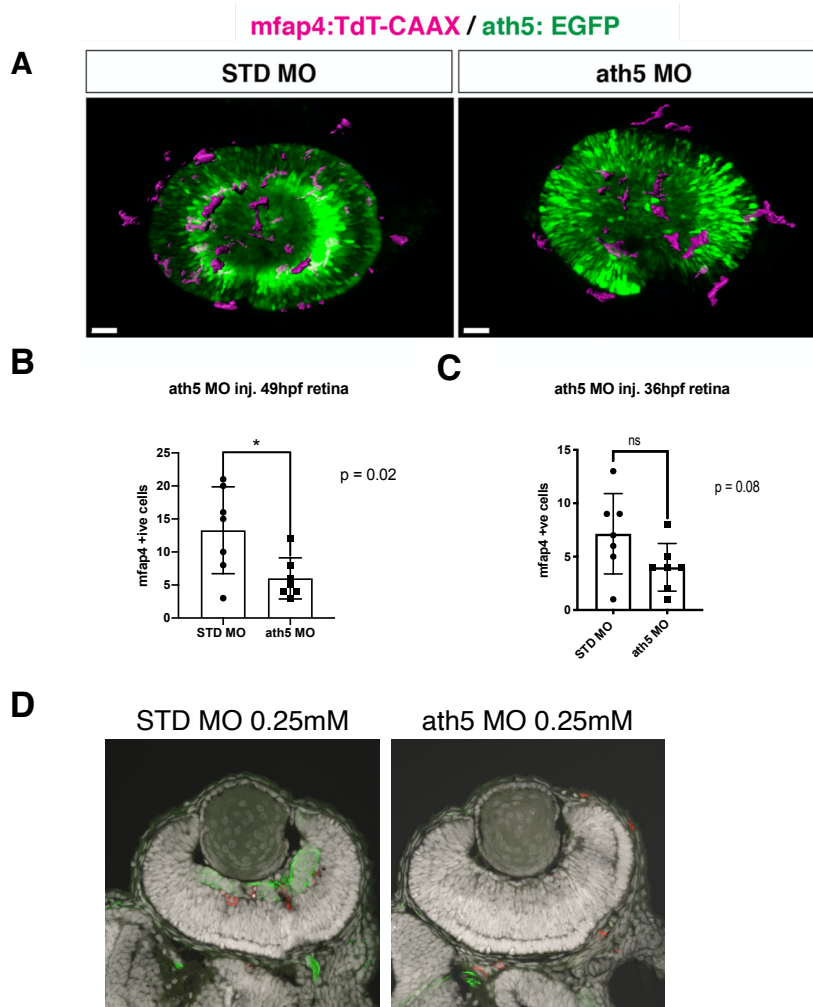 mfap4:TdT-CAAX / ath5: EGFP
A
STD MO
ath5 MO
B
C
ath5 MO inj. 49hpf retina
ath5 MO inj. 36hpf retina
25
20
15
10
5
0
mfap4 +ive cells
*
p = 0.02
STD MO
ath5 MO
15
10
5
0
mfap4 +ve cells
ns
p = 0.08
STD MO
ath5 MO
D
STD MO 0.25mM
ath5 MO 0.25mM